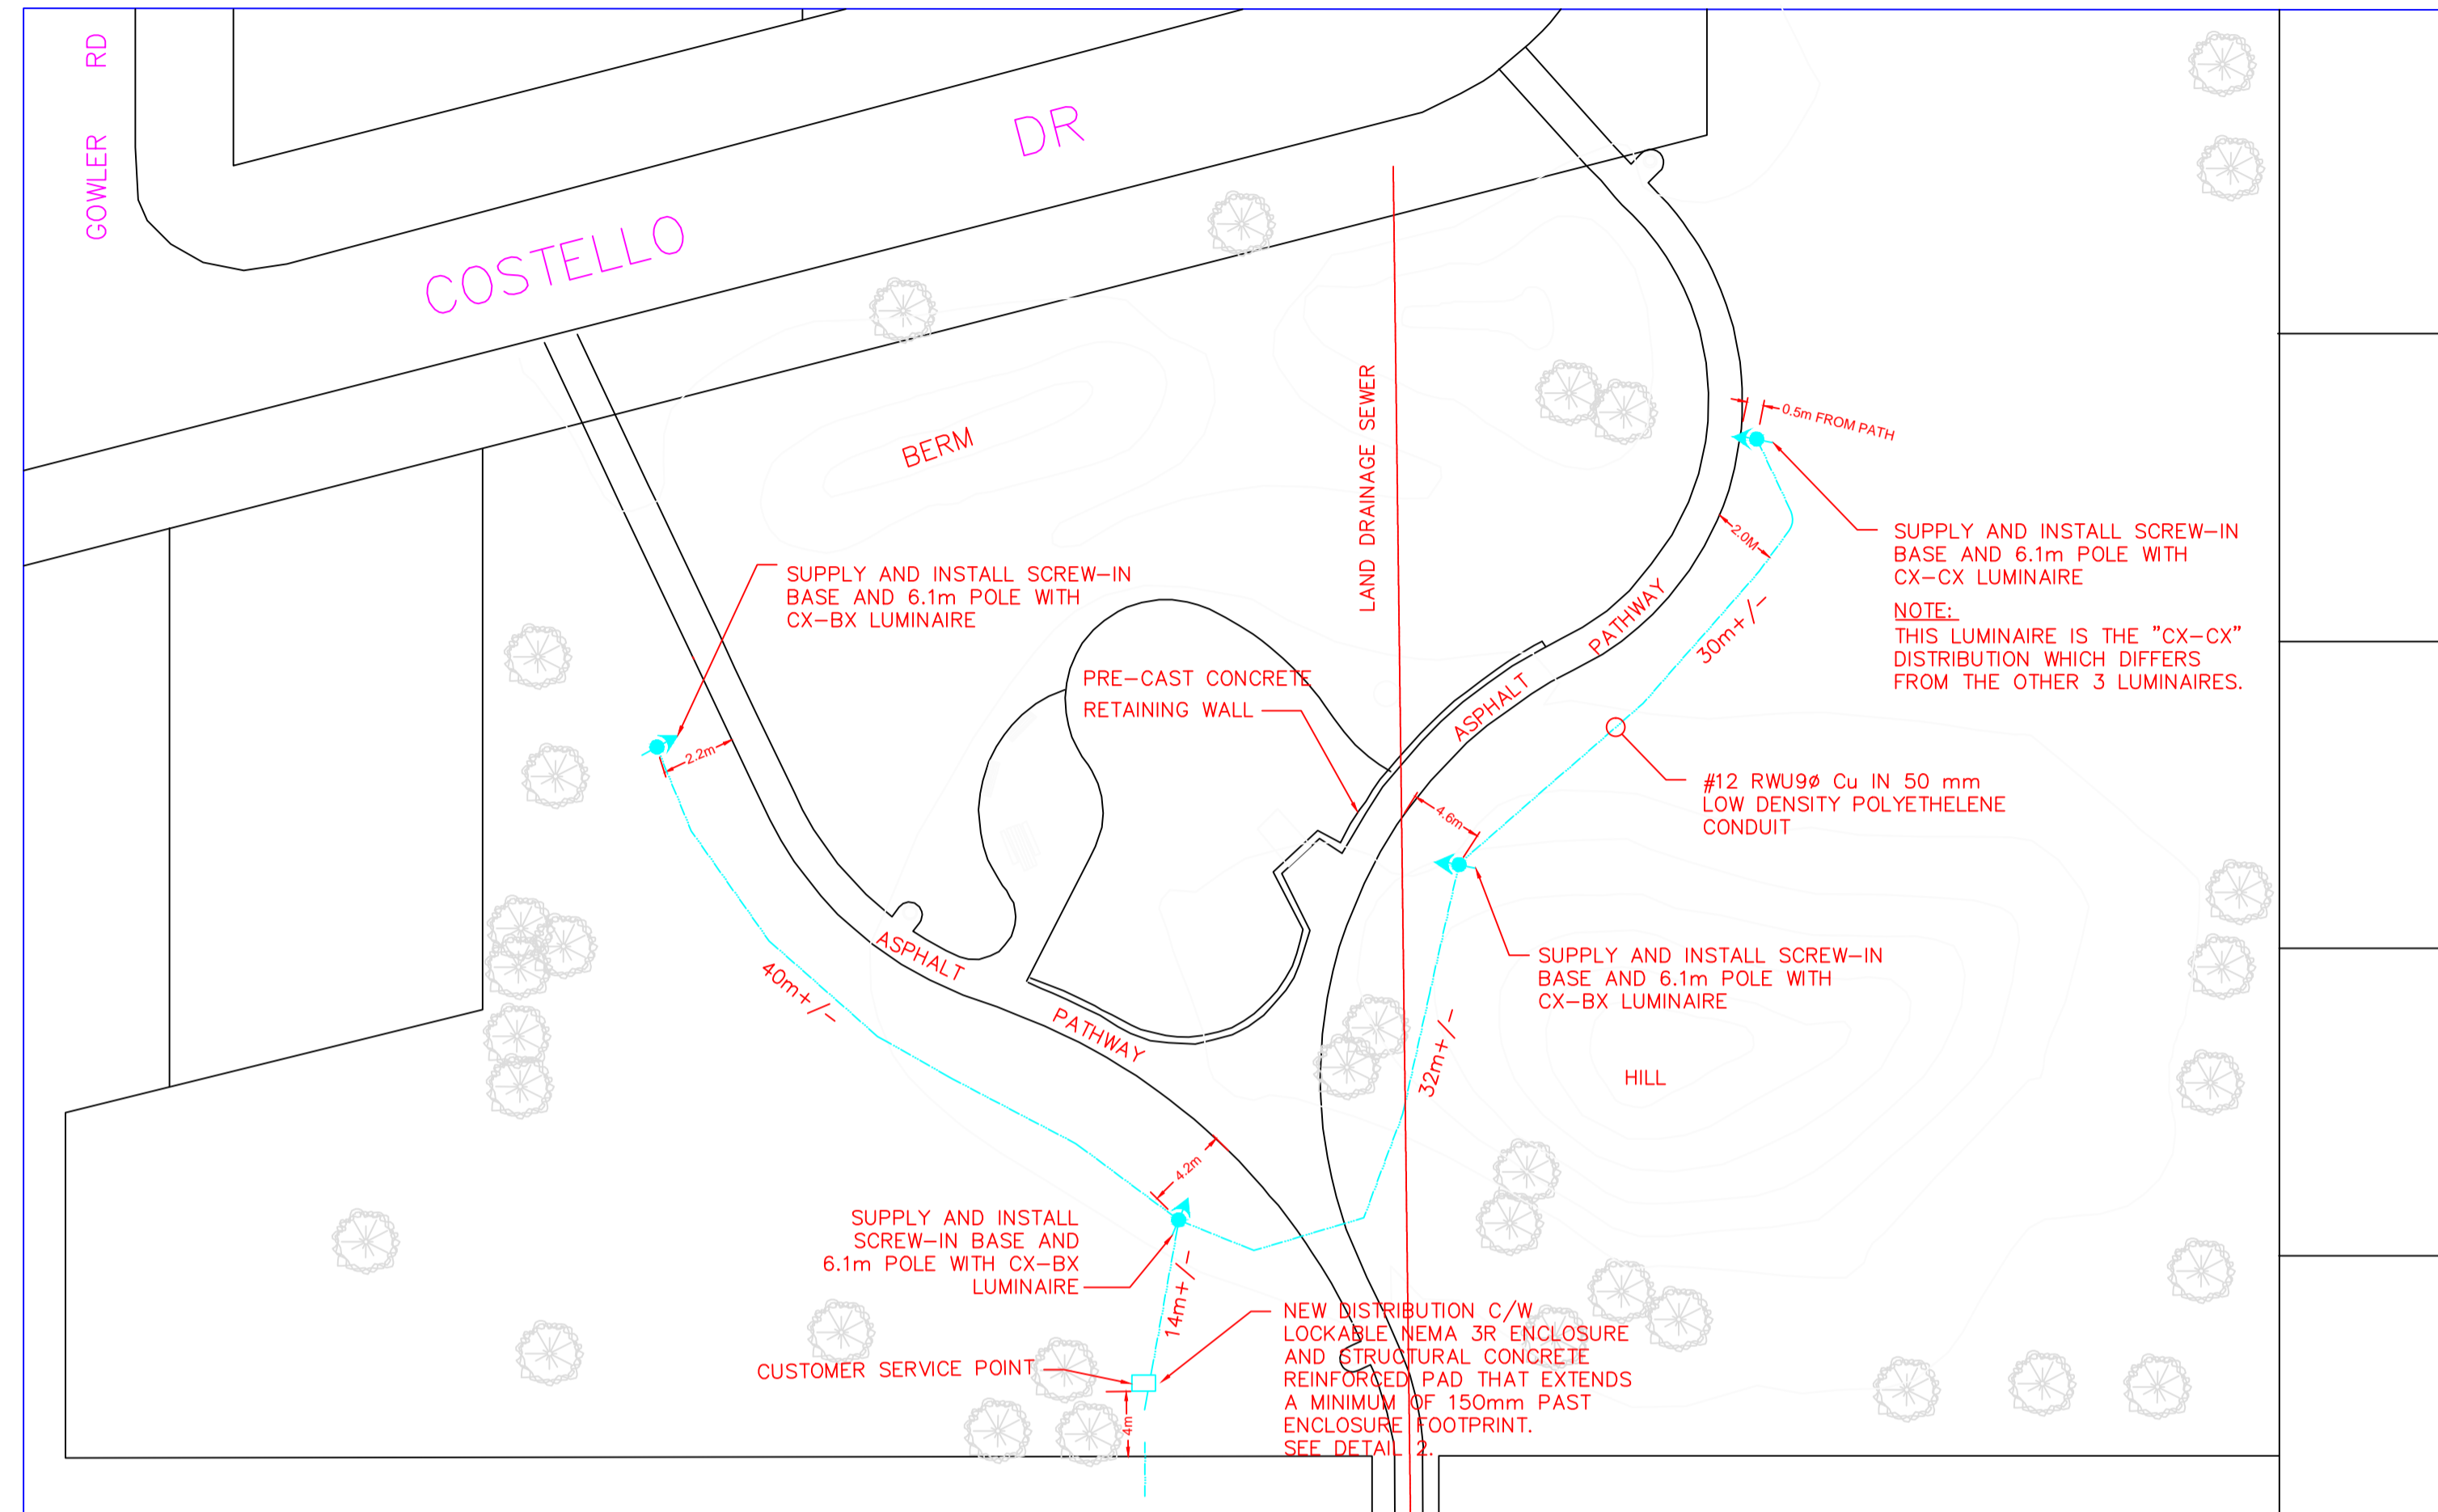 GOWLER RD
COSTELLO DR
BERM
LAND DRAINAGE SEWER
0.5m FROM PATH
SUPPLY AND INSTALL SCREW-IN
BASE AND 6.1m POLE WITH
CX-CX LUMINAIRE
NOTE:
THIS LUMINAIRE IS THE "CX-CX"
DISTRIBUTION WHICH DIFFERS
FROM THE OTHER 3 LUMINAIRES.
2.0M
30m+/-
SUPPLY AND INSTALL SCREW-IN
BASE AND 6.1m POLE WITH
CX-BX LUMINAIRE
2.2m
PRE-CAST CONCRETE
RETAINING WALL
ASPHALT PATHWAY
#12 RWU9ø Cu IN 50 mm
LOW DENSITY POLYETHELENE
CONDUIT
4.6m
SUPPLY AND INSTALL SCREW-IN
BASE AND 6.1m POLE WITH
CX-BX LUMINAIRE
ASPHALT PATHWAY
40m+/-
32m+/-
HILL
4.2m
SUPPLY AND INSTALL
SCREW-IN BASE AND
6.1m POLE WITH CX-BX
LUMINAIRE
14m+/-
CUSTOMER SERVICE POINT
4m
NEW DISTRIBUTION C/W
LOCKABLE NEMA 3R ENCLOSURE
AND STRUCTURAL CONCRETE
REINFORCED PAD THAT EXTENDS
A MINIMUM OF 150mm PAST
ENCLOSURE FOOTPRINT.
SEE DETAIL 2.